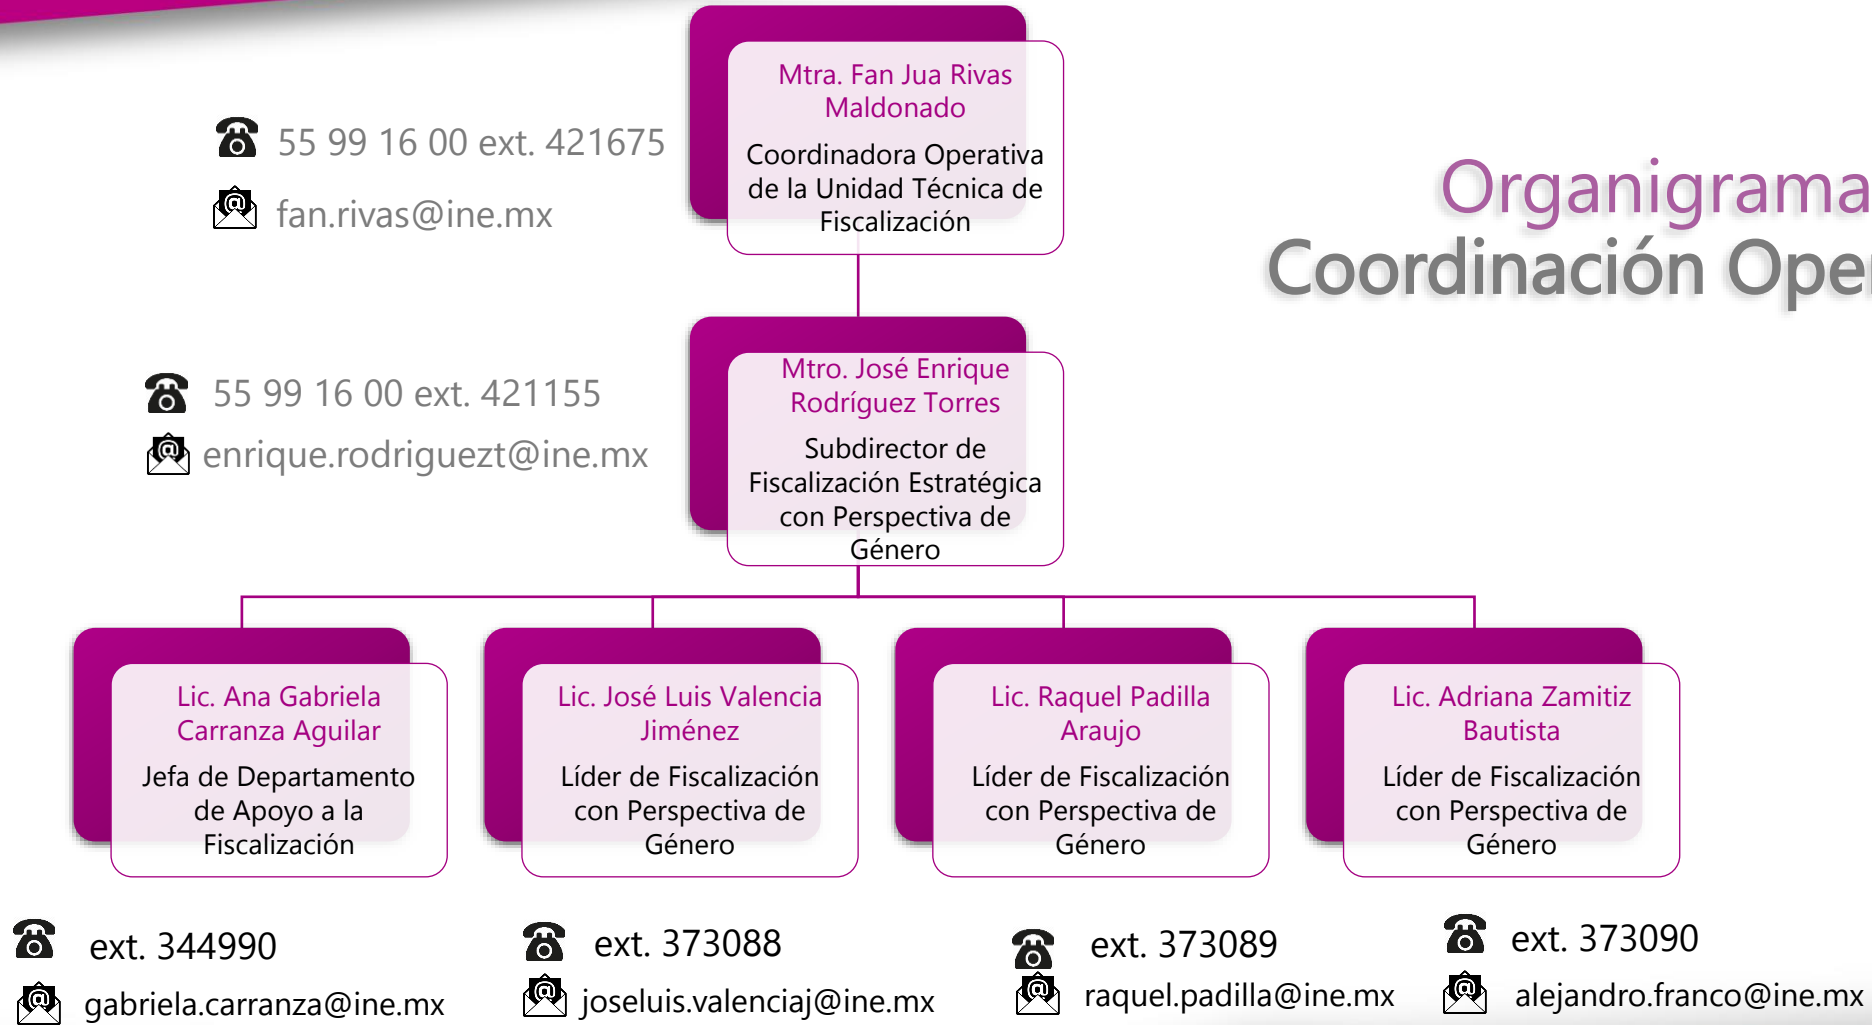 Mtra. Fan Jua Rivas
Maldonado
Coordinadora Operativa
de la Unidad Técnica de
Fiscalización
55 99 16 00 ext. 421675
fan.rivas@ine.mx
Organigrama
Coordinación Oper
Mtro. José Enrique
Rodríguez Torres
Subdirector de
Fiscalización Estratégica
con Perspectiva de
Género
55 99 16 00 ext. 421155
enrique.rodriguezt@ine.mx
Lic. Ana Gabriela
Carranza Aguilar
Jefa de Departamento
de Apoyo a la
Fiscalización
Lic. José Luis Valencia
Jiménez
Líder de Fiscalización
con Perspectiva de
Género
Lic. Raquel Padilla
Araujo
Líder de Fiscalización
con Perspectiva de
Género
Lic. Adriana Zamitiz
Bautista
Líder de Fiscalización
con Perspectiva de
Género
ext. 344990
gabriela.carranza@ine.mx
ext. 373088
joseluis.valenciaj@ine.mx
ext. 373089
raquel.padilla@ine.mx
ext. 373090
alejandro.franco@ine.mx